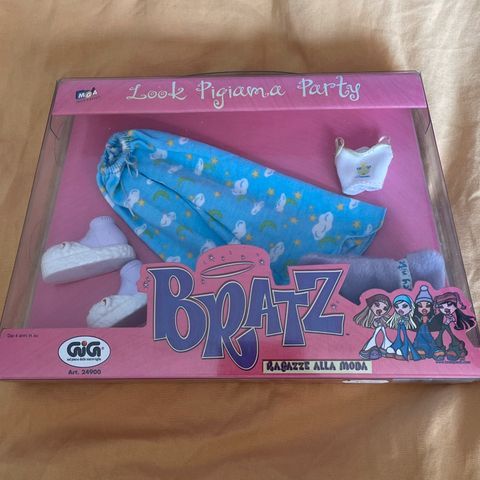 MGA
Look Pigiama Party
BRATZ
RAGAZZE ALLA MODA
GiG
Art. 24900